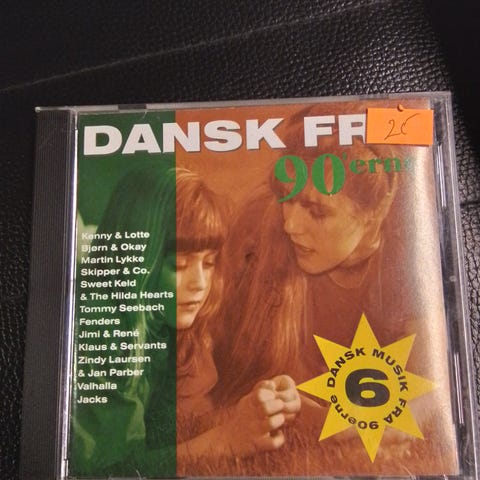 DANSK FR
25
90'erne
Kenny & Lotte
Bjørn & Okay
Martin Lykke
Skipper & Co.
Sweet Keld
& The Hilda Hearts
Tommy Seebach
Fenders
Jimi & René
Klaus & Servants
Zindy Laursen
& Jan Parber
Valhalla
Jacks
DANSK MUSIK FRA 90erne
6